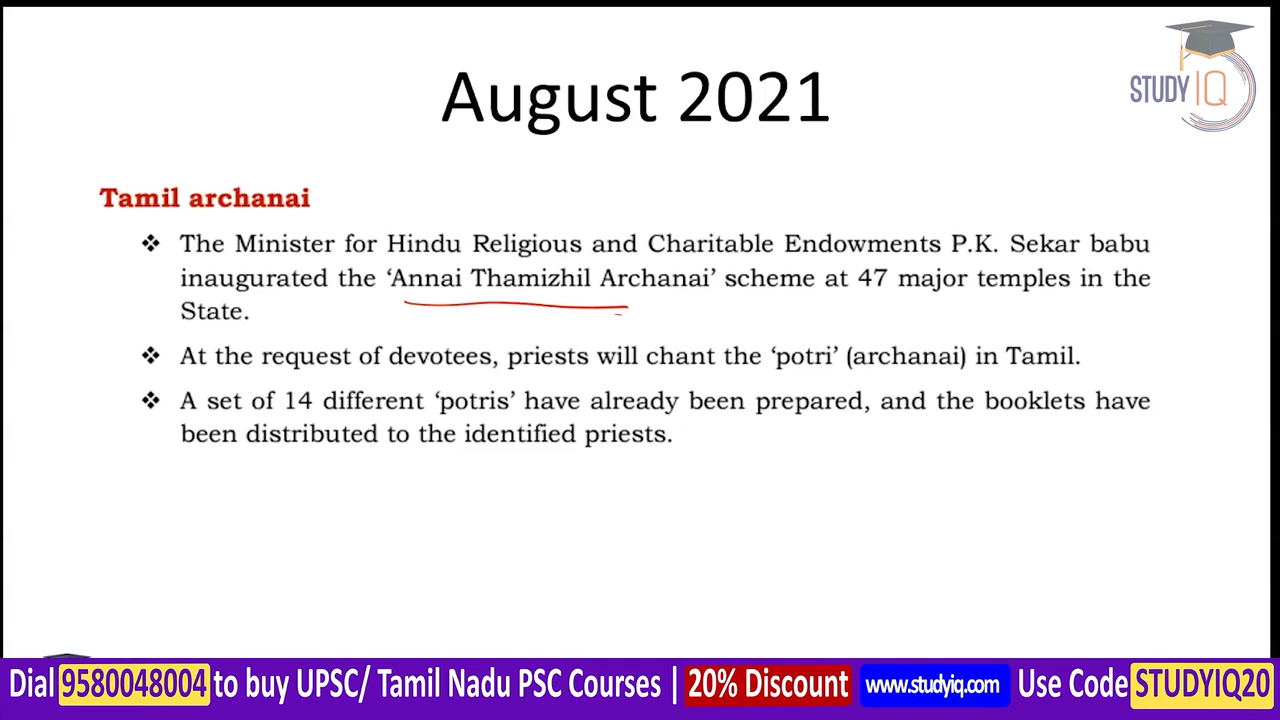 August 2021
STUDY IQ
Tamil archanai
❖ The Minister for Hindu Religious and Charitable Endowments P.K. Sekar babu
inaugurated the ‘Annai Thamizhil Archanai’ scheme at 47 major temples in the
State.
❖ At the request of devotees, priests will chant the ‘potri’ (archanai) in Tamil.
❖ A set of 14 different ‘potris’ have already been prepared, and the booklets have
been distributed to the identified priests.
Dial 9580048004 to buy UPSC/ Tamil Nadu PSC Courses | 20% Discount www.studyiq.com Use Code STUDYIQ20